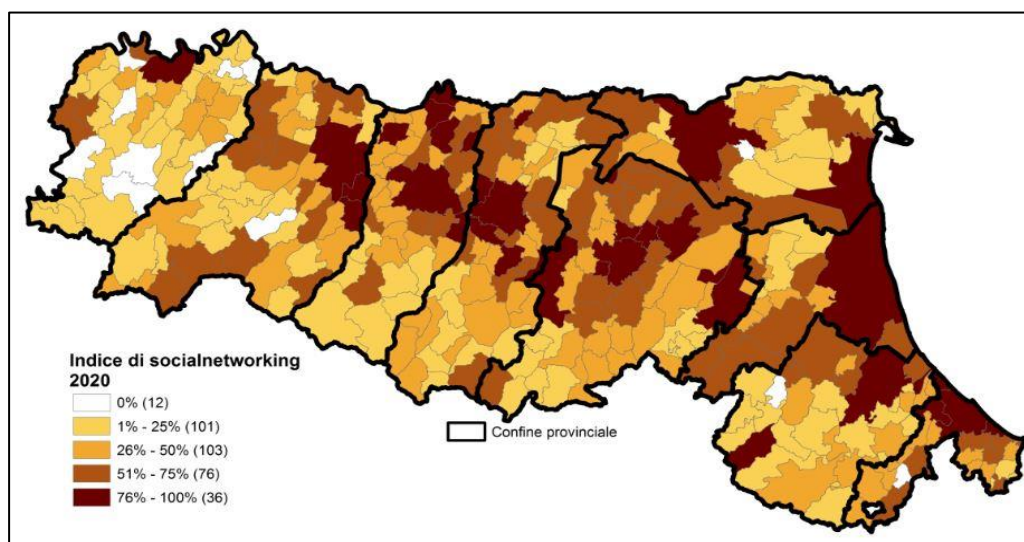 Indice di socialnetworking
2020
0% (12)
1% - 25% (101)
26% - 50% (103)
51% - 75% (76)
76% - 100% (36)
Confine provinciale